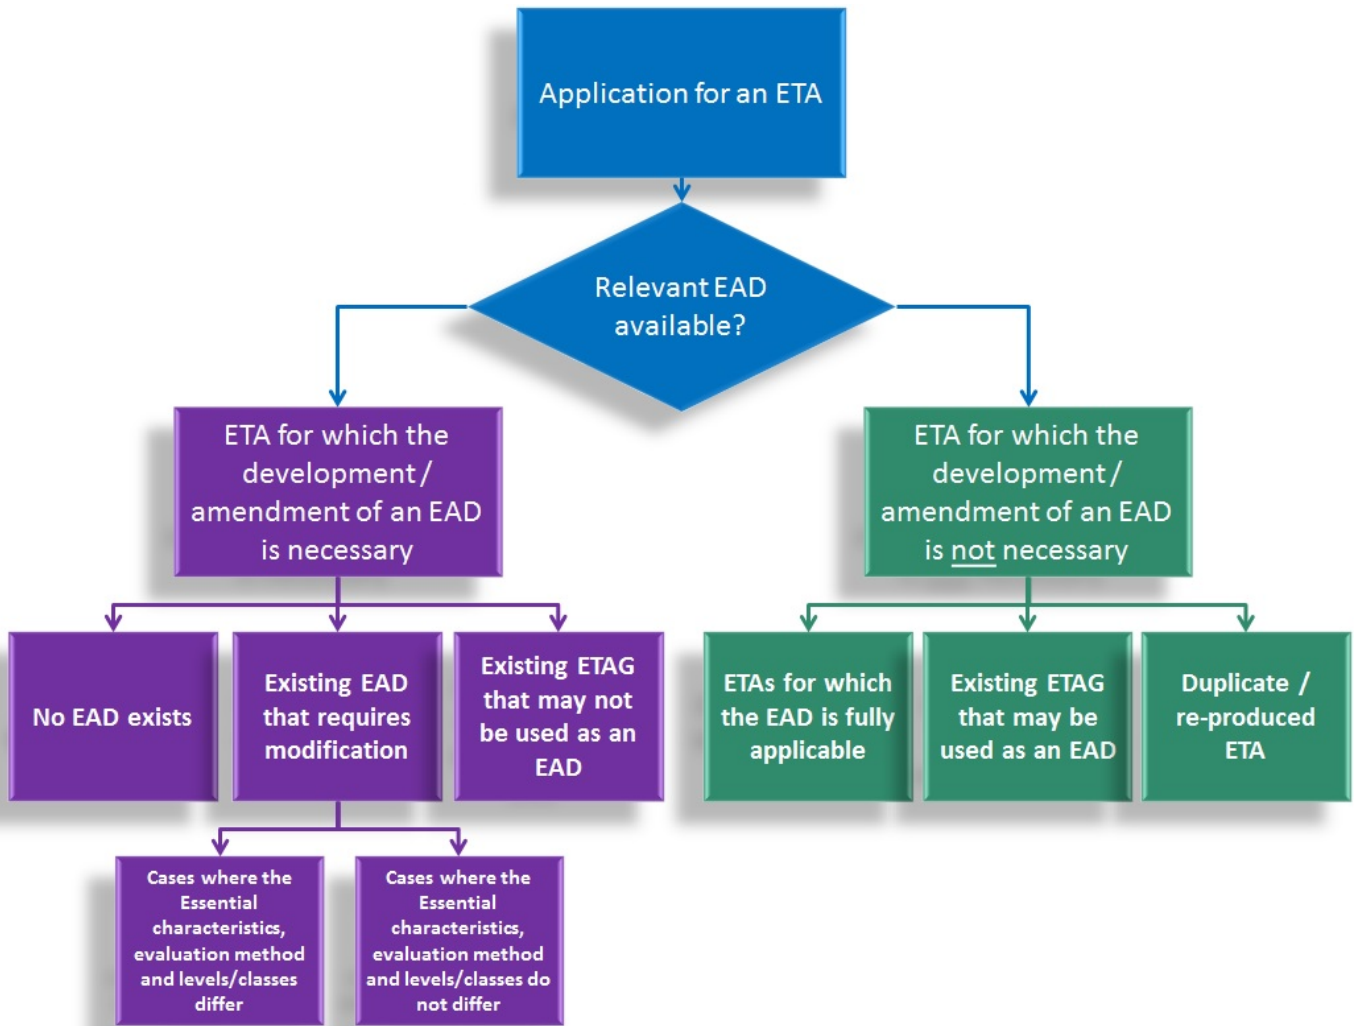 Application for an ETA
Relevant EAD
available?
ETA for which the
development /
amendment of an EAD
is necessary
ETA for which the
development /
amendment of an EAD
is not necessary
No EAD exists
Existing EAD
that requires
modification
Existing ETAG
that may not
be used as an
EAD
ETAs for which
the EAD is fully
applicable
Existing ETAG
that may be
used as an EAD
Duplicate /
re-produced
ETA
Cases where the
Essential
characteristics,
evaluation method
and levels/classes
differ
Cases where the
Essential
characteristics,
evaluation method
and levels/classes do
not differ